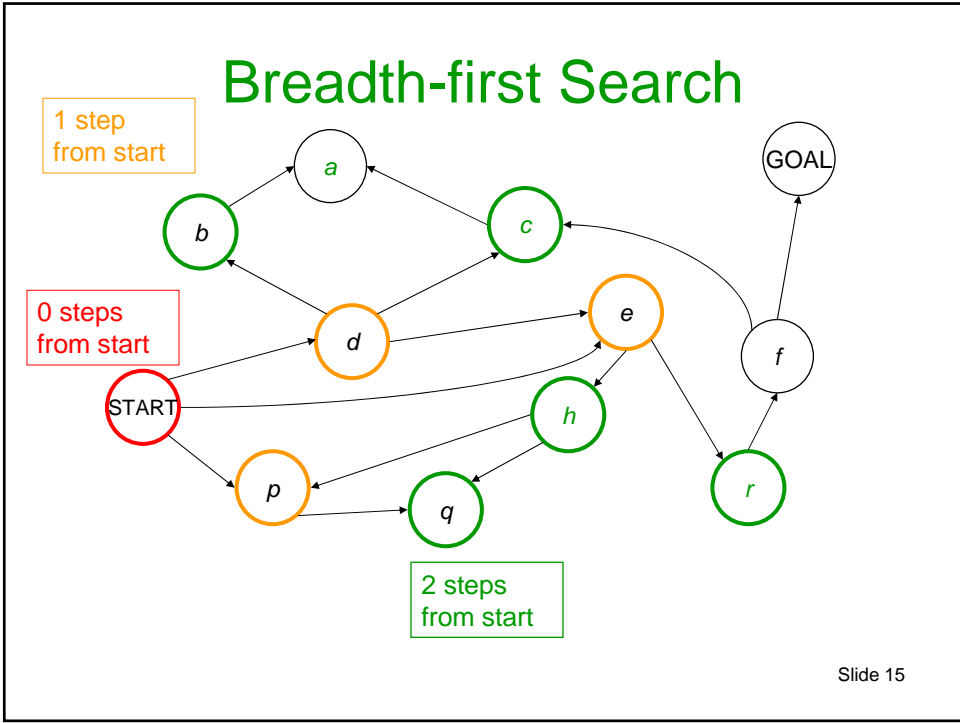 Breadth-first Search
1 step
from start
a
GOAL
b
c
0 steps
from start
d
e
f
START
h
p
q
r
2 steps
from start
Slide 15